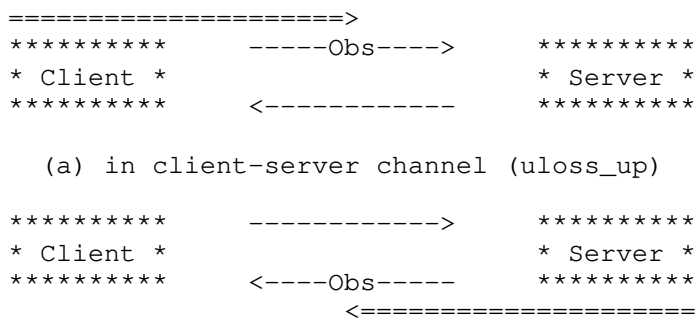 =====================>
**********      -----Obs---->      **********
* Client *                         * Server *
**********      <------------      **********
(a) in client-server channel (uloss_up)
**********      ------------>      **********
* Client *                         * Server *
**********      <----Obs-----      **********
<=====================